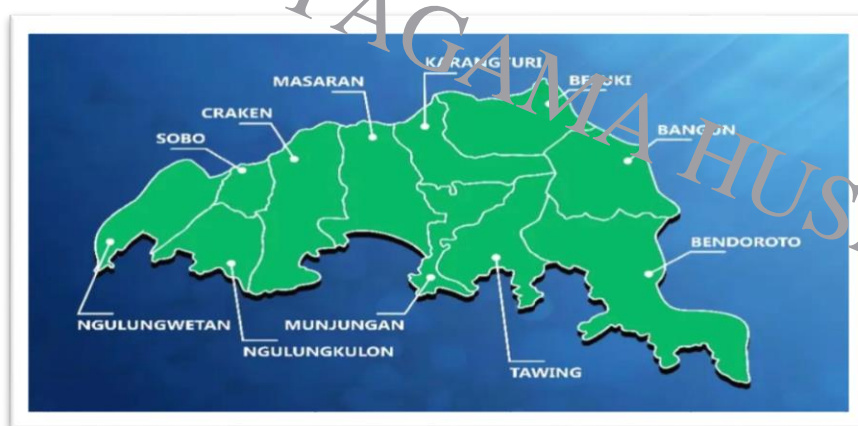 KARANGTURI
MASARAN
BESUKI
CRAKEN
SOBO
BANGUN
BENDOROTO
NGULUNGWETAN
MUNJUNGAN
NGULUNGKULON
TAWING
AGAMA HUS